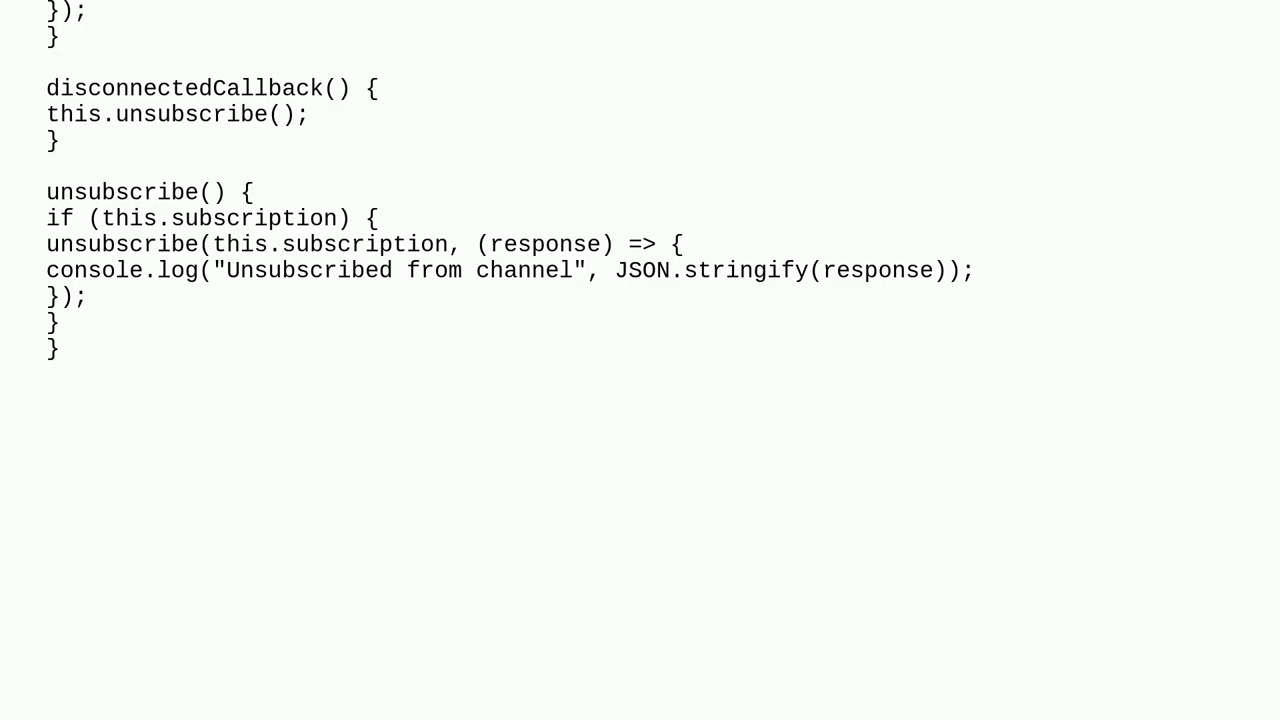 });
}
disconnectedCallback() {
this.unsubscribe();
}
unsubscribe() {
if (this.subscription) {
unsubscribe(this.subscription, (response) => {
console.log("Unsubscribed from channel", JSON.stringify(response));
});
}
}